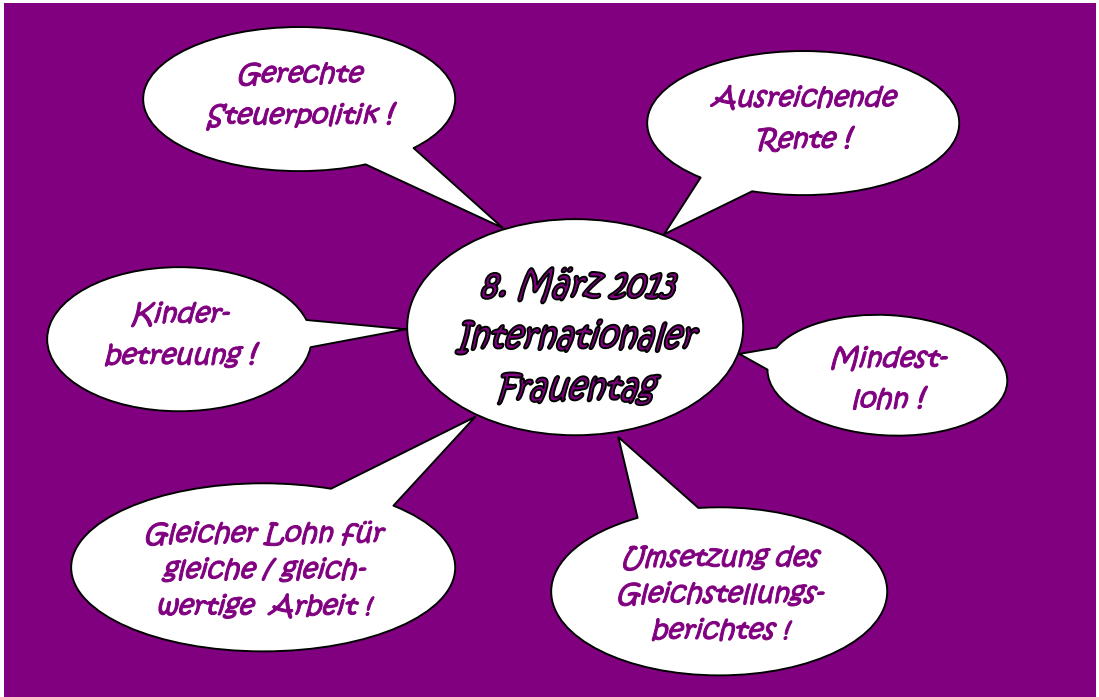 Gerechte
Steuerpolitik !
Ausreichende
Rente !
8. März 2013
Internationaler
Frauentag
Kinder-
betreuung !
Mindest-
lohn !
Gleicher Lohn für
gleiche / gleich-
wertige Arbeit !
Umsetzung des
Gleichstellungs-
berichtes !